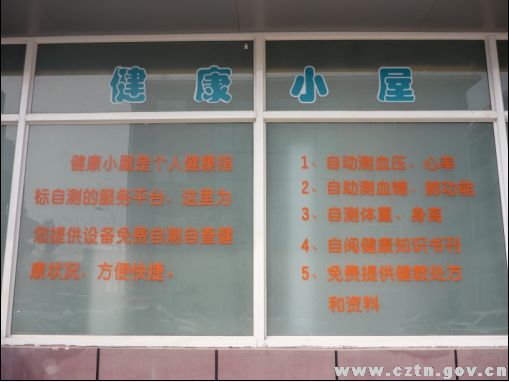 健康小屋
健康小屋是个人健康指
标自测的服务平台，这里为
您提供设备免费自测自查健
康状况，方便快捷。
1、自动测血压、心率
2、自助测血糖、肺功能
3、自测体重、身高
4、自阅健康知识书刊
5、免费提供健教处方
和资料
www.cztn.gov.cn